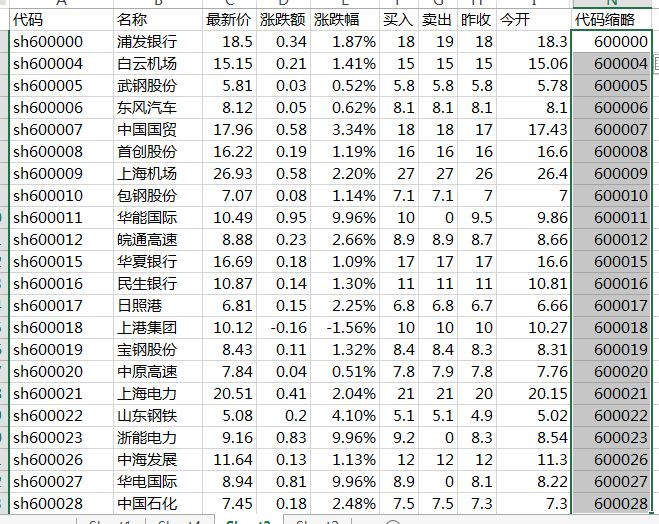 代码 名称 最新价 涨跌额 涨跌幅 买入 卖出 昨收 今开 代码缩略
sh600000 浦发银行 18.5 0.34 1.87% 18 19 18 18.3 600000
sh600004 白云机场 15.15 0.21 1.41% 15 15 15 15.06 600004
sh600005 武钢股份 5.81 0.03 0.52% 5.8 5.8 5.8 5.78 600005
sh600006 东风汽车 8.12 0.05 0.62% 8.1 8.1 8.1 8.1 600006
sh600007 中国国贸 17.96 0.58 3.34% 18 18 17 17.43 600007
sh600008 首创股份 16.22 0.19 1.19% 16 16 16 16.6 600008
sh600009 上海机场 26.93 0.58 2.20% 27 27 26 26.4 600009
sh600010 包钢股份 7.07 0.08 1.14% 7.1 7.1 7 7 600010
sh600011 华能国际 10.49 0.95 9.96% 10 0 9.5 9.86 600011
sh600012 皖通高速 8.88 0.23 2.66% 8.9 8.9 8.7 8.66 600012
sh600015 华夏银行 16.69 0.18 1.09% 17 17 17 16.6 600015
sh600016 民生银行 10.87 0.14 1.30% 11 11 11 10.81 600016
sh600017 日照港 6.81 0.15 2.25% 6.8 6.8 6.7 6.66 600017
sh600018 上港集团 10.12 -0.16 -1.56% 10 10 10 10.27 600018
sh600019 宝钢股份 8.43 0.11 1.32% 8.4 8.4 8.3 8.31 600019
sh600020 中原高速 7.84 0.04 0.51% 7.8 7.9 7.8 7.76 600020
sh600021 上海电力 20.51 0.41 2.04% 21 21 20 20.15 600021
sh600022 山东钢铁 5.08 0.2 4.10% 5.1 5.1 4.9 5.02 600022
sh600023 浙能电力 9.16 0.83 9.96% 9.2 0 8.3 8.54 600023
sh600026 中海发展 11.64 0.13 1.13% 12 12 12 11.3 600026
sh600027 华电国际 8.94 0.81 9.96% 8.9 0 8.1 8.22 600027
sh600028 中国石化 7.45 0.18 2.48% 7.5 7.5 7.3 7.3 600028